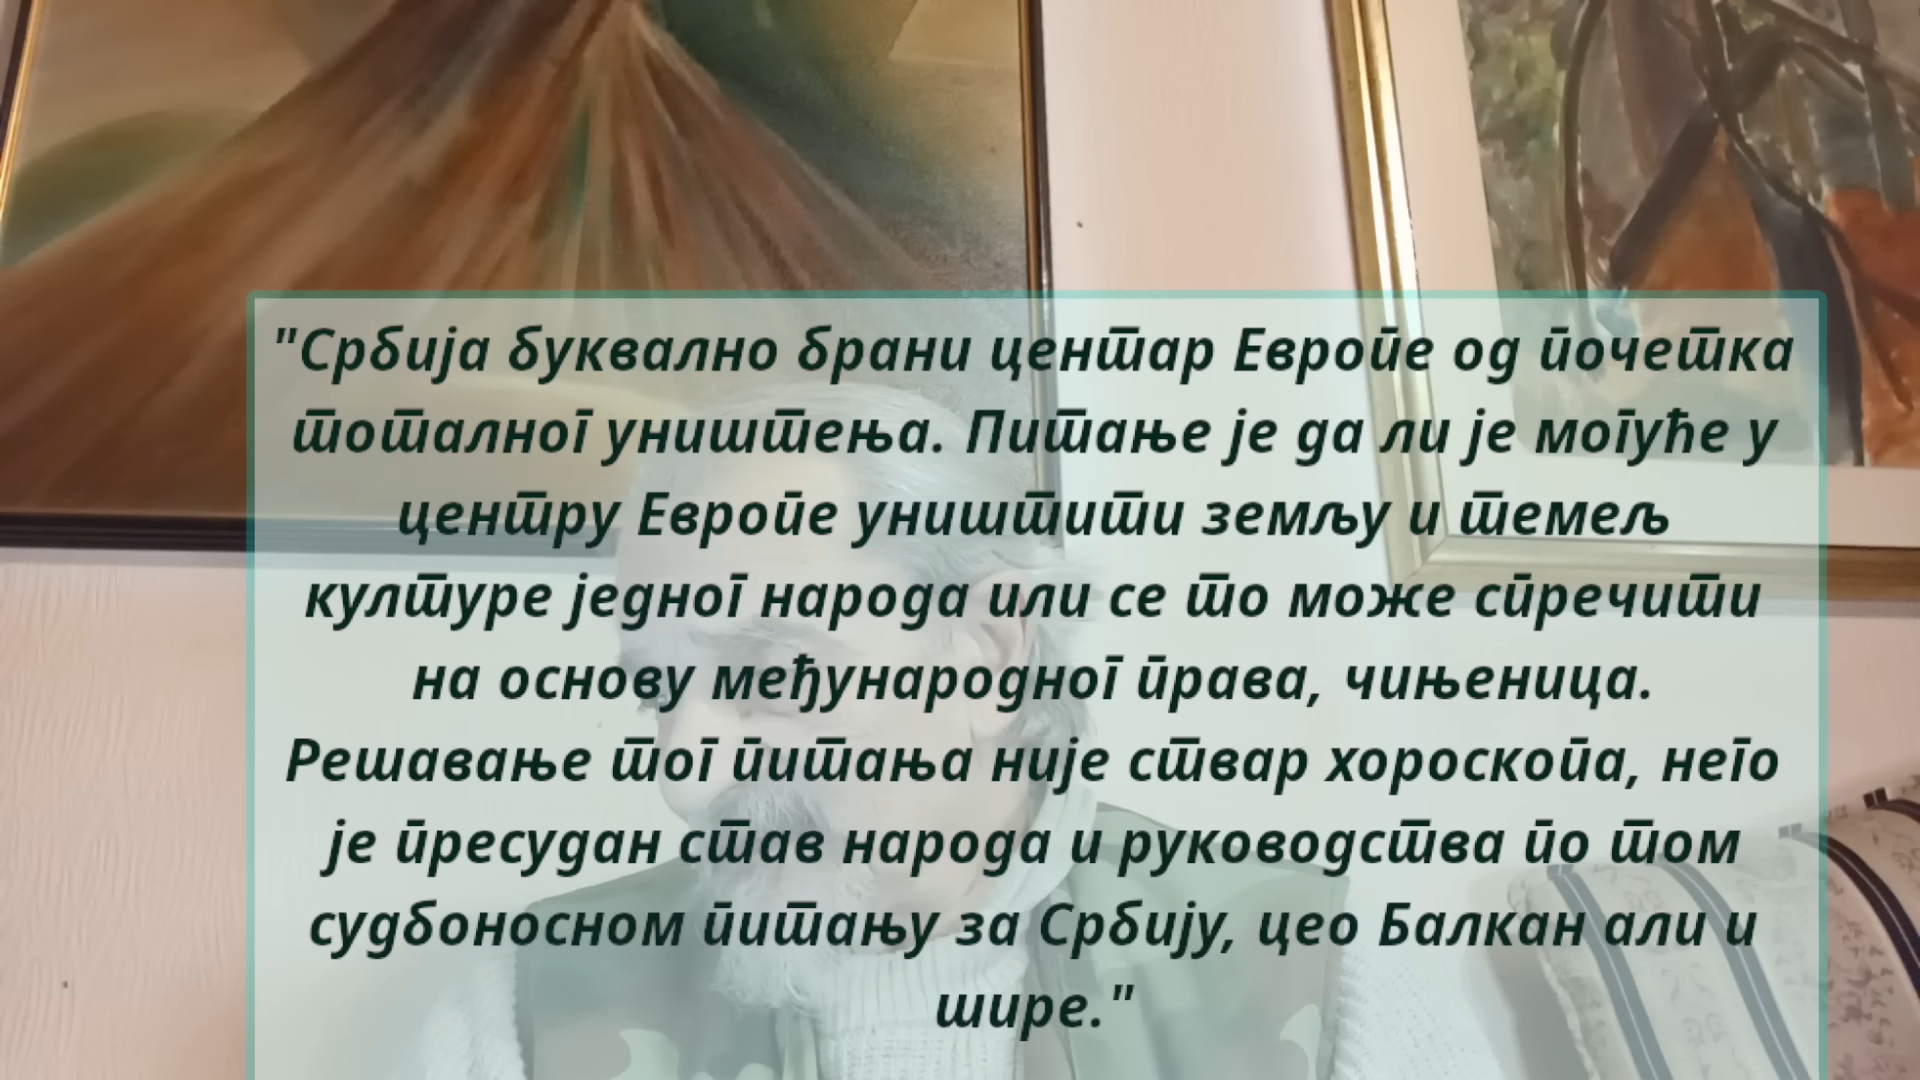 "Србија буквално брани центар Европе од почетка
тоталног уништења. Питање је да ли је могуће у
центру Европе уништити земљу и темељ
културе једног народа или се то може спречити
на основу међународног права, чињеница.
Решавање тог питања није ствар хороскопа, него
је пресудан став народа и руководства по том
судбоносном питању за Србију, цео Балкан али и
шире."